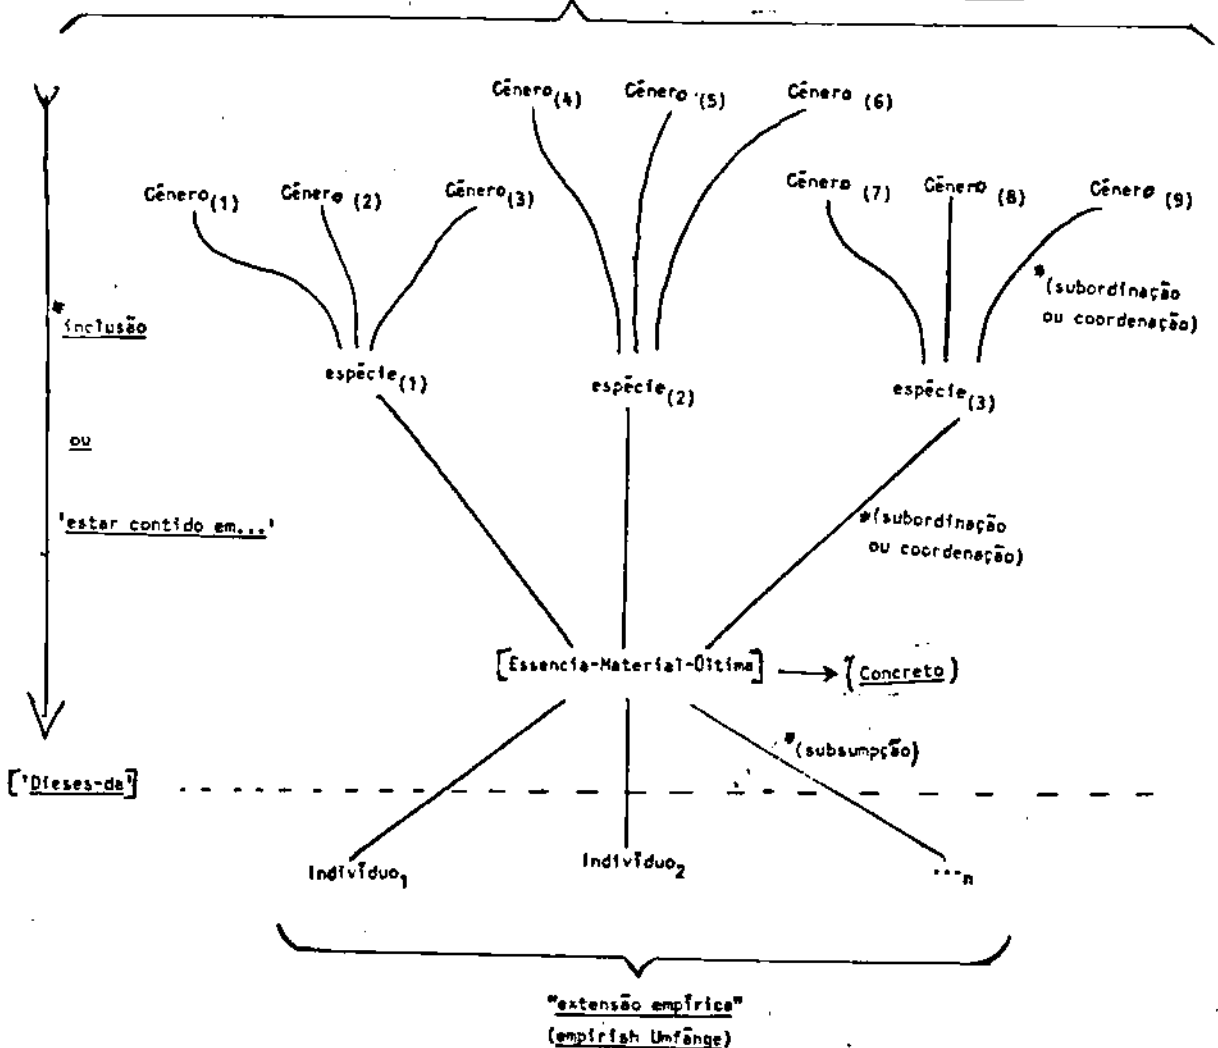 Gênero(4) Gênero(5) Gênero(6)
Gênero(1) Gênero(2) Gênero(3) Gênero(7) Gênero(8) Gênero(9)
*(subordinação
ou coordenação)
*inclusão
espécie(1) espécie(2) espécie(3)
ou
'estar contido em...'
*(subordinação
ou coordenação)
[Essencia-Material-Última] → (Concreto)
*(subsumpção)
['Dieses-da']
Indivíduo1 Indivíduo2 ...n
"extensão empírica"
(empirish Umfänge)